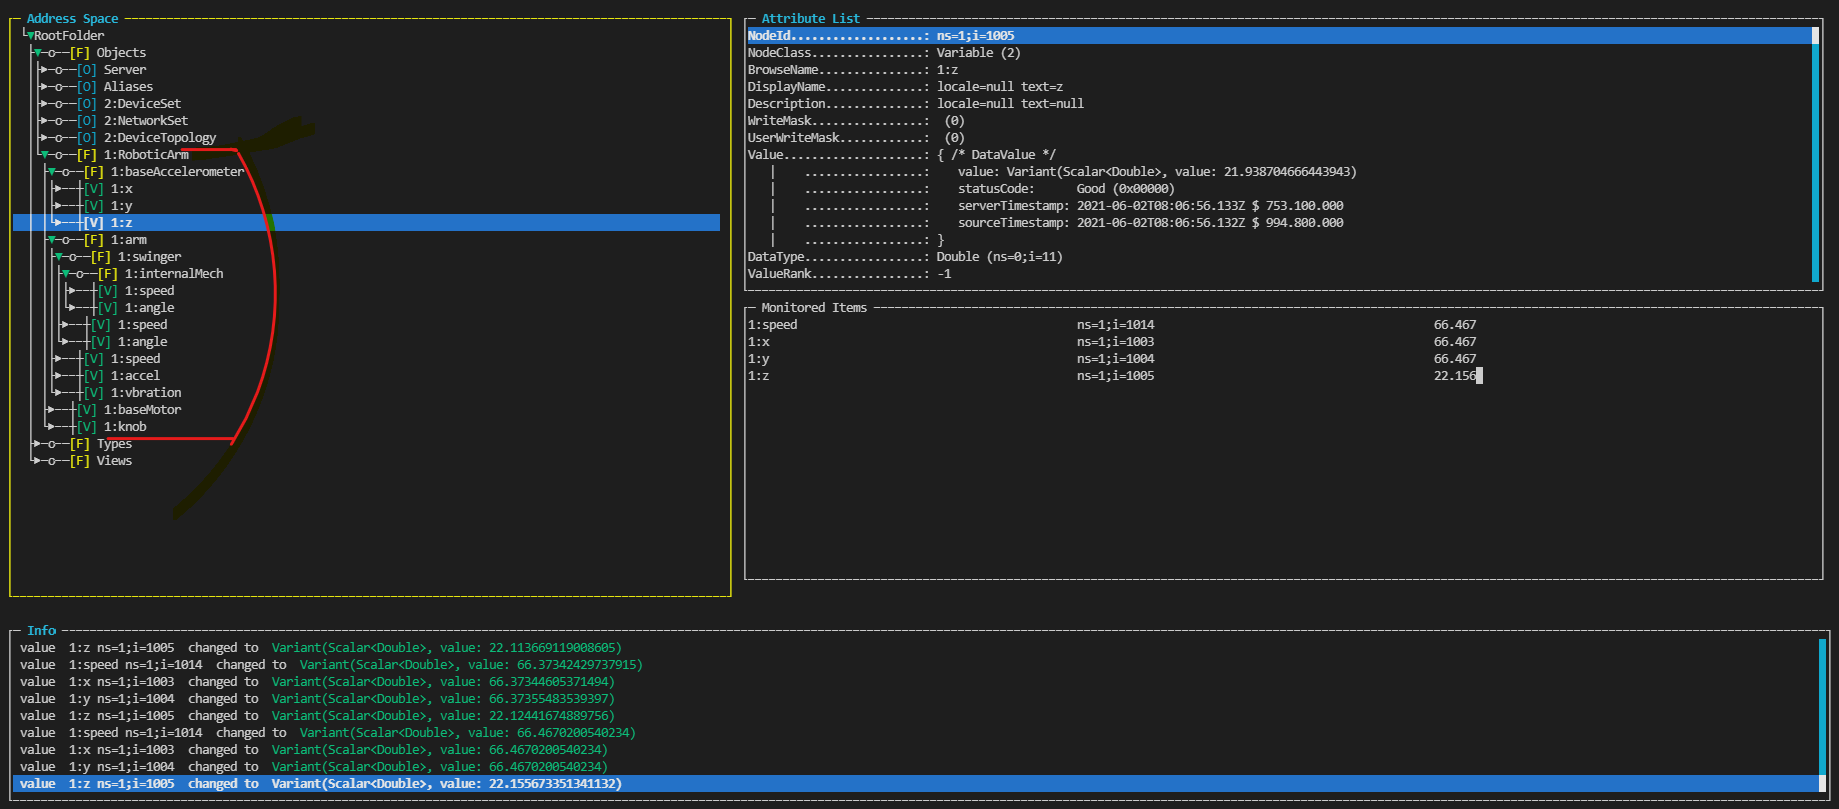 Address Space
RootFolder
[F] Objects
[O] Server
[O] Aliases
[O] 2:DeviceSet
[O] 2:NetworkSet
[O] 2:DeviceTopology
[F] 1:RoboticArm
[F] 1:baseAccelerometer
[V] 1:x
[V] 1:y
[V] 1:z
[F] 1:arm
[F] 1:swinger
[F] 1:internalMech
[V] 1:speed
[V] 1:angle
[V] 1:speed
[V] 1:angle
[V] 1:speed
[V] 1:accel
[V] 1:vbration
[V] 1:baseMotor
[V] 1:knob
[F] Types
[F] Views
Attribute List
NodeId...................: ns=1;i=1005
NodeClass................: Variable (2)
BrowseName...............: 1:z
DisplayName..............: locale=null text=z
Description..............: locale=null text=null
WriteMask................: (0)
UserWriteMask............: (0)
Value....................: { /* DataValue */
| .................: value: Variant(Scalar<Double>, value: 21.938704666443943)
| .................: statusCode: Good (0x00000)
| .................: serverTimestamp: 2021-06-02T08:06:56.133Z $ 753.100.000
| .................: sourceTimestamp: 2021-06-02T08:06:56.132Z $ 994.800.000
| .................: }
DataType.................: Double (ns=0;i=11)
ValueRank................: -1
Monitored Items
1:speed ns=1;i=1014 66.467
1:x ns=1;i=1003 66.467
1:y ns=1;i=1004 66.467
1:z ns=1;i=1005 22.156
Info
value 1:z ns=1;i=1005 changed to Variant(Scalar<Double>, value: 22.113669119008605)
value 1:speed ns=1;i=1014 changed to Variant(Scalar<Double>, value: 66.37342429737915)
value 1:x ns=1;i=1003 changed to Variant(Scalar<Double>, value: 66.37344605371494)
value 1:y ns=1;i=1004 changed to Variant(Scalar<Double>, value: 66.37355483539397)
value 1:z ns=1;i=1005 changed to Variant(Scalar<Double>, value: 22.12441674889756)
value 1:speed ns=1;i=1014 changed to Variant(Scalar<Double>, value: 66.4670200540234)
value 1:x ns=1;i=1003 changed to Variant(Scalar<Double>, value: 66.4670200540234)
value 1:y ns=1;i=1004 changed to Variant(Scalar<Double>, value: 66.4670200540234)
value 1:z ns=1;i=1005 changed to Variant(Scalar<Double>, value: 22.155673351341132)